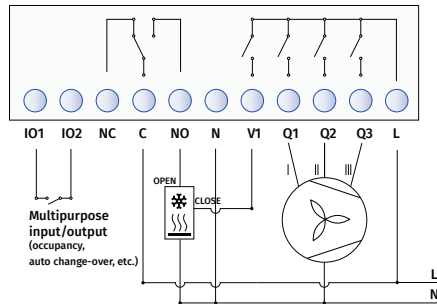 IO1 IO2 NC C NO N V1 Q1 Q2 Q3 L
I II III
OPEN
CLOSE
Multipurpose
input/output
(occupancy,
auto change-over, etc.)
L
N